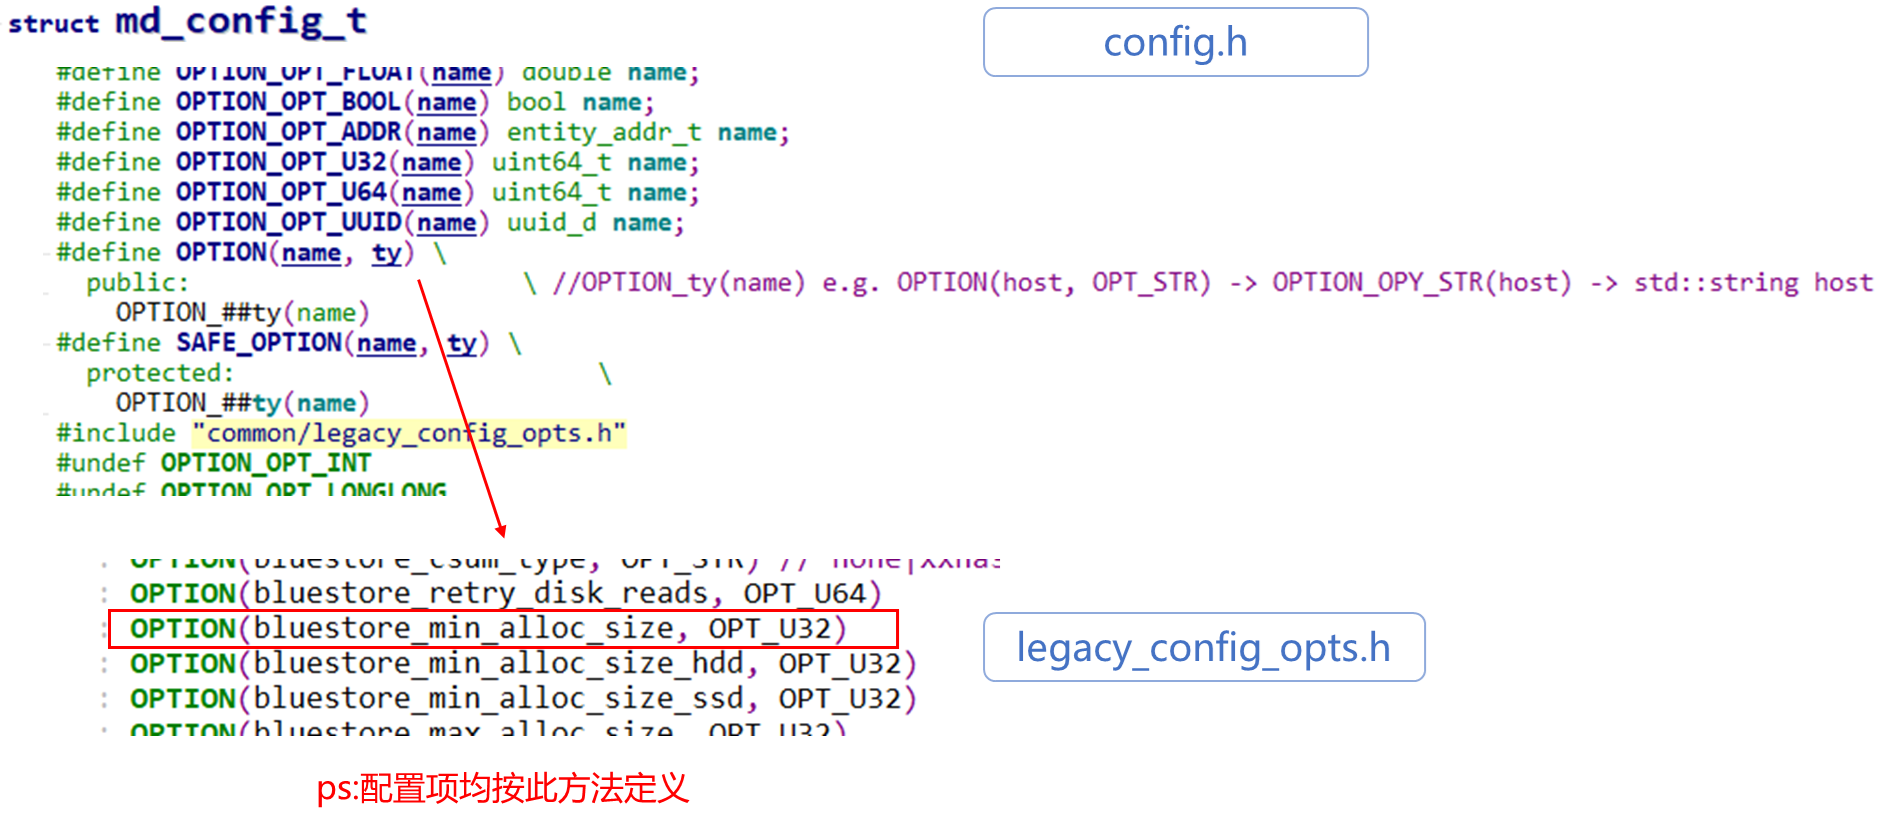 struct md_config_t
config.h
#define OPTION_OPT_FLOAT(name) double name;
#define OPTION_OPT_BOOL(name) bool name;
#define OPTION_OPT_ADDR(name) entity_addr_t name;
#define OPTION_OPT_U32(name) uint64_t name;
#define OPTION_OPT_U64(name) uint64_t name;
#define OPTION_OPT_UUID(name) uuid_d name;
#define OPTION(name, ty) \
public: \ //OPTION_ty(name) e.g. OPTION(host, OPT_STR) -> OPTION_OPY_STR(host) -> std::string host
OPTION_##ty(name)
#define SAFE_OPTION(name, ty) \
protected: \
OPTION_##ty(name)
#include "common/legacy_config_opts.h"
#undef OPTION_OPT_INT
#undef OPTION_OPT_LONGLONG
OPTION(bluestore_csum_type, OPT_STR) // none|xxhas
OPTION(bluestore_retry_disk_reads, OPT_U64)
OPTION(bluestore_min_alloc_size, OPT_U32)
OPTION(bluestore_min_alloc_size_hdd, OPT_U32)
OPTION(bluestore_min_alloc_size_ssd, OPT_U32)
OPTION(bluestore_max_alloc_size, OPT_U32)
legacy_config_opts.h
ps:配置项均按此方法定义